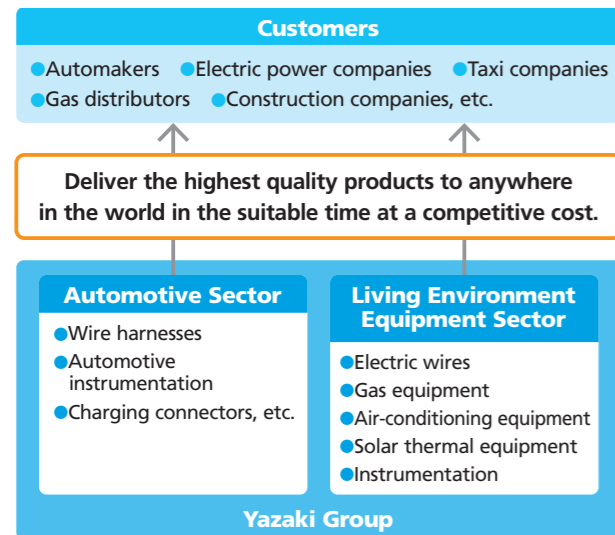 Customers
●Automakers ●Electric power companies ●Taxi companies
●Gas distributors ●Construction companies, etc.
Deliver the highest quality products to anywhere
in the world in the suitable time at a competitive cost.
Automotive Sector
●Wire harnesses
●Automotive
instrumentation
●Charging connectors, etc.
Living Environment
Equipment Sector
●Electric wires
●Gas equipment
●Air-conditioning equipment
●Solar thermal equipment
●Instrumentation
Yazaki Group